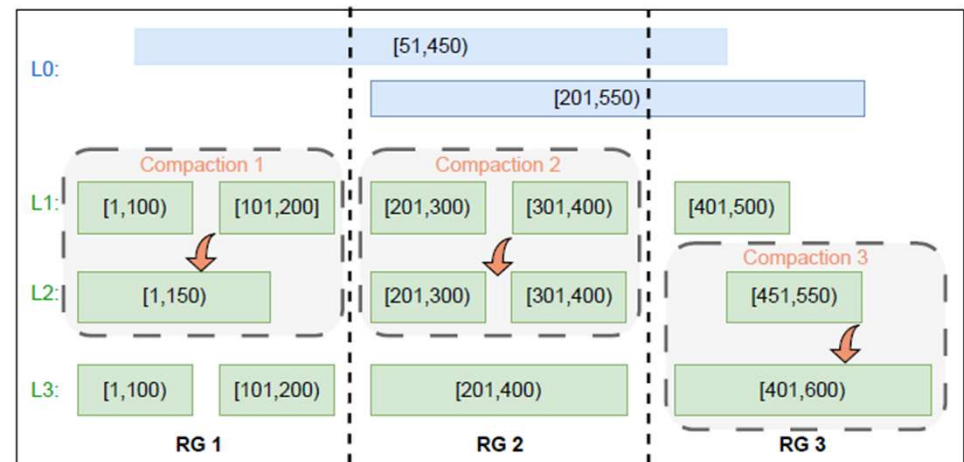 [51,450)
L0:
[201,550)
Compaction 1
Compaction 2
L1:
[1,100)
[101,200]
[201,300)
[301,400)
[401,500)
Compaction 3
L2:
[1,150)
[201,300)
[301,400)
[451,550)
L3:
[1,100)
[101,200)
[201,400)
[401,600)
RG 1
RG 2
RG 3